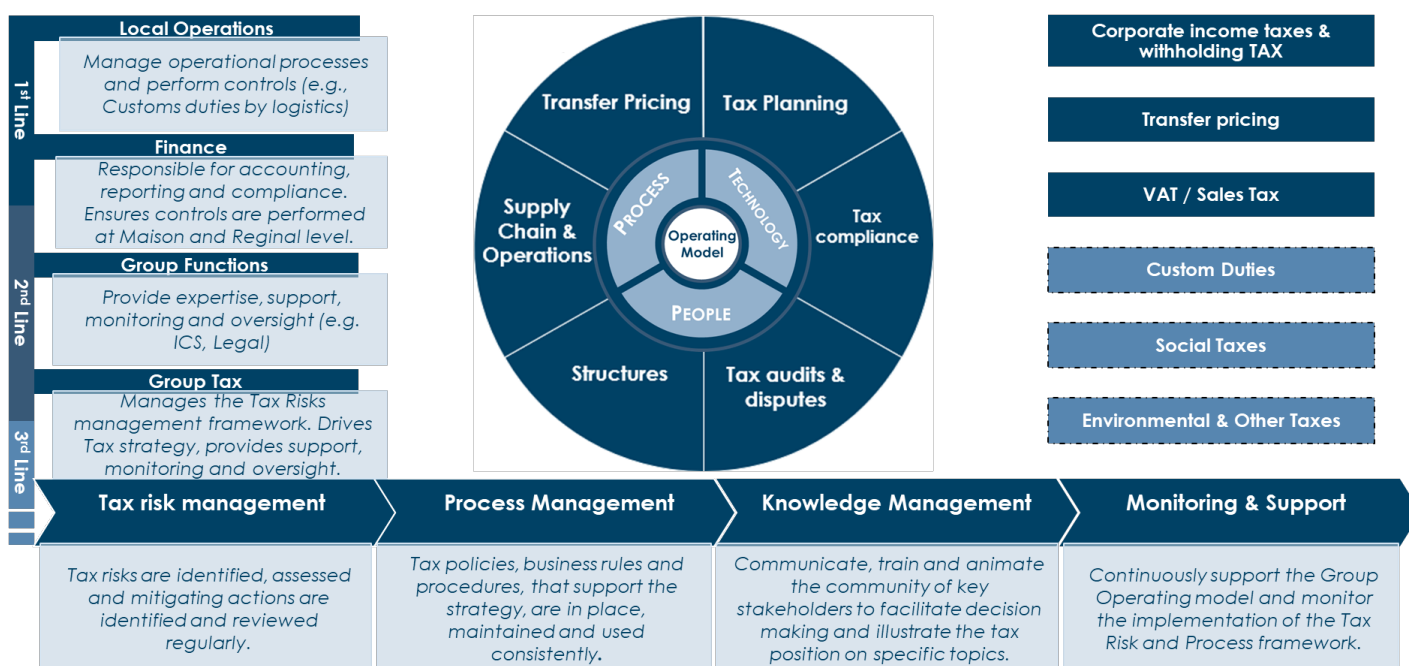 1st Line
2nd Line
3rd Line
Local Operations
Manage operational processes
and perform controls (e.g.,
Customs duties by logistics)
Finance
Responsible for accounting,
reporting and compliance.
Ensures controls are performed
at Maison and Reginal level.
Group Functions
Provide expertise, support,
monitoring and oversight (e.g.
ICS, Legal)
Group Tax
Manages the Tax Risks
management framework. Drives
Tax strategy, provides support,
monitoring and oversight.
Transfer Pricing
Tax Planning
Supply
Chain &
Operations
Tax
compliance
Structures
Tax audits &
disputes
PROCESS
TECHNOLOGY
PEOPLE
Operating
Model
Corporate income taxes &
withholding TAX
Transfer pricing
VAT / Sales Tax
Custom Duties
Social Taxes
Environmental & Other Taxes
Tax risk management
Tax risks are identified, assessed
and mitigating actions are
identified and reviewed
regularly.
Process Management
Tax policies, business rules and
procedures, that support the
strategy, are in place,
maintained and used
consistently.
Knowledge Management
Communicate, train and animate
the community of key
stakeholders to facilitate decision
making and illustrate the tax
position on specific topics.
Monitoring & Support
Continuously support the Group
Operating model and monitor
the implementation of the Tax
Risk and Process framework.